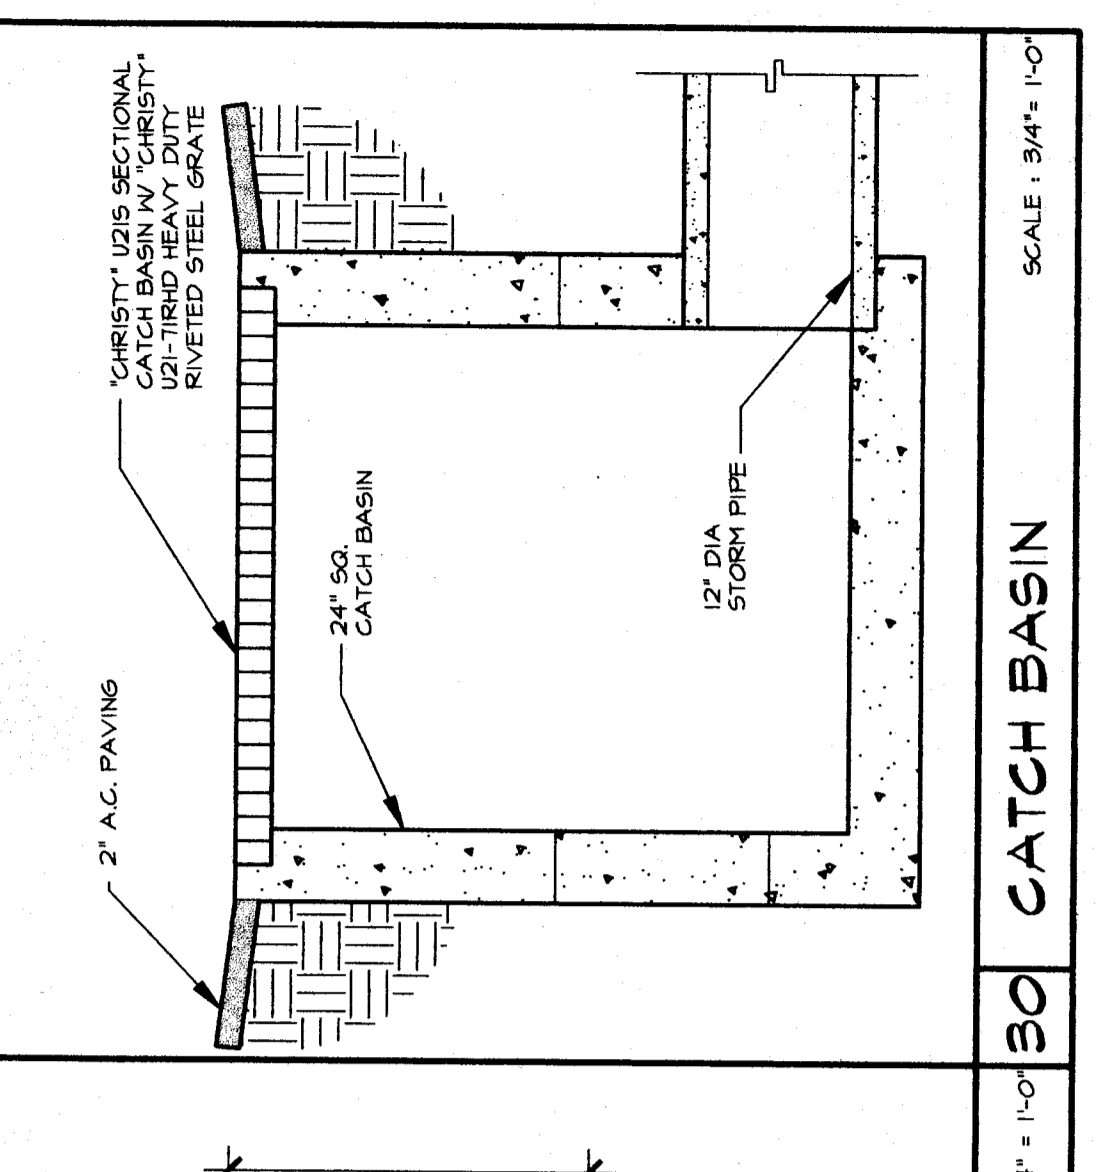 "CHRISTY" U21S SECTIONAL
CATCH BASIN W/ "CHRISTY"
U21-71RHD HEAVY DUTY
RIVETED STEEL GRATE
2" A.C. PAVING
24" SQ.
CATCH BASIN
12" DIA
STORM PIPE
30
CATCH BASIN
SCALE : 3/4"= 1'-0"
" = 1'-0"